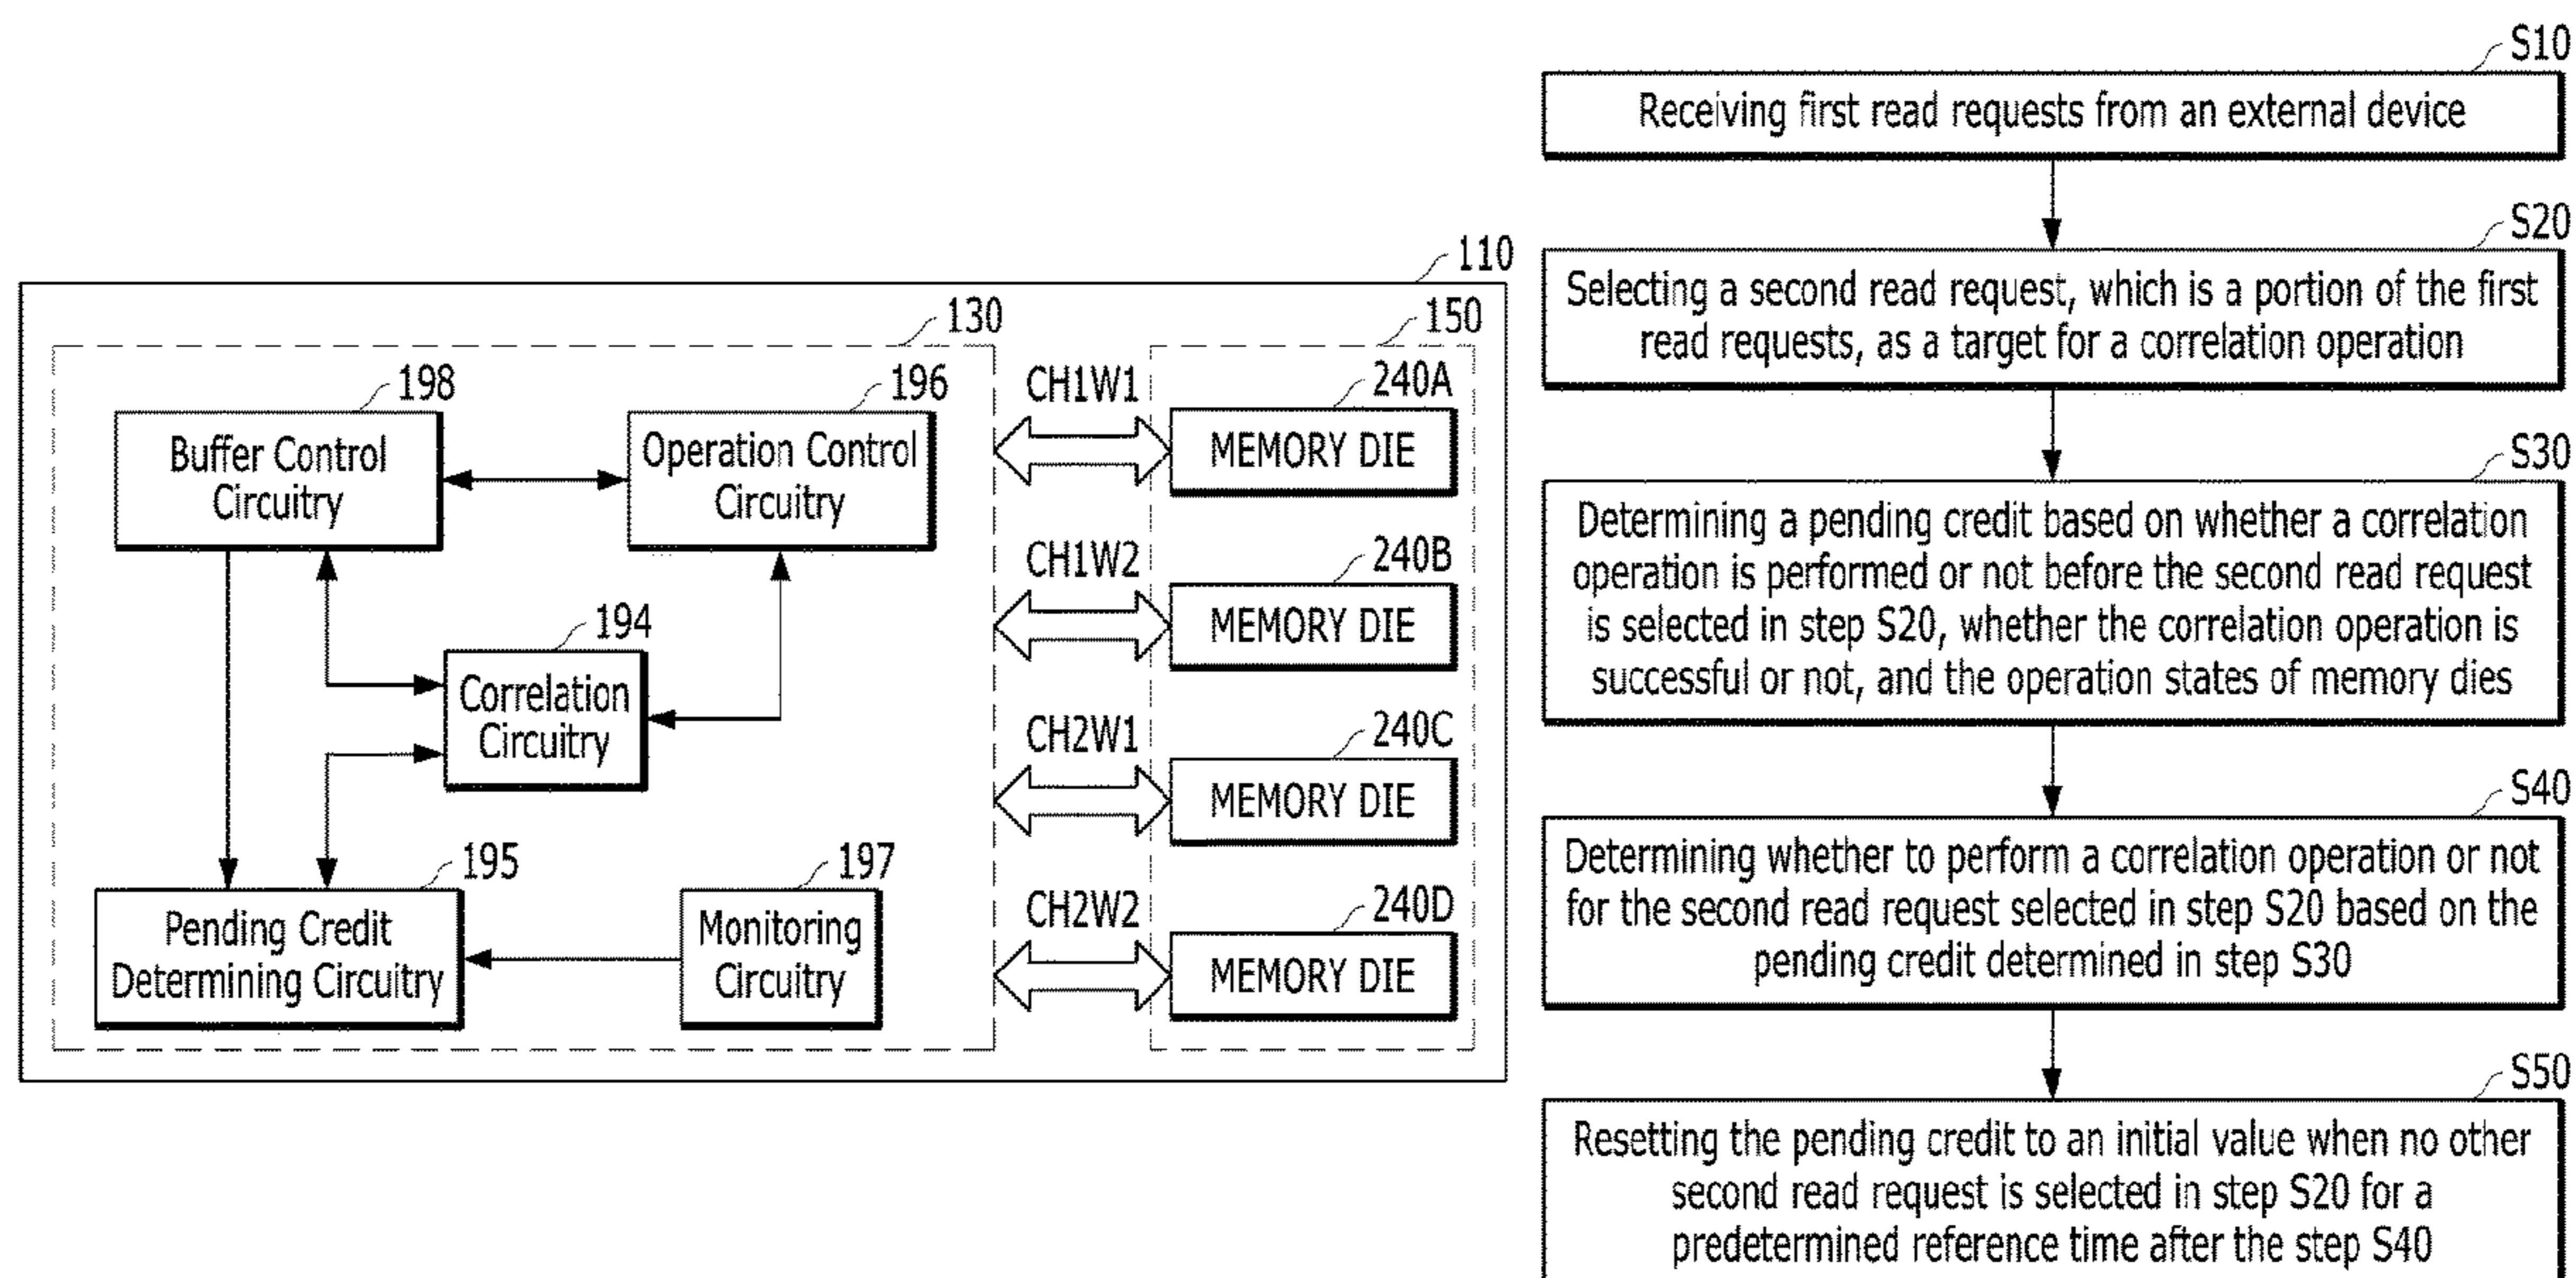 110
130
150
198
Buffer Control
Circuitry
196
Operation Control
Circuitry
194
Correlation
Circuitry
195
Pending Credit
Determining Circuitry
197
Monitoring
Circuitry
CH1W1
240A
MEMORY DIE
CH1W2
240B
MEMORY DIE
CH2W1
240C
MEMORY DIE
CH2W2
240D
MEMORY DIE
S10
Receiving first read requests from an external device
S20
Selecting a second read request, which is a portion of the first
read requests, as a target for a correlation operation
S30
Determining a pending credit based on whether a correlation
operation is performed or not before the second read request
is selected in step S20, whether the correlation operation is
successful or not, and the operation states of memory dies
S40
Determining whether to perform a correlation operation or not
for the second read request selected in step S20 based on the
pending credit determined in step S30
S50
Resetting the pending credit to an initial value when no other
second read request is selected in step S20 for a
predetermined reference time after the step S40